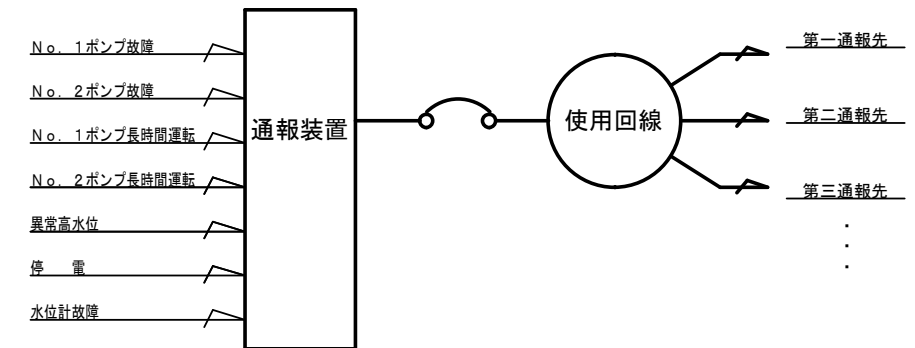 No. 1ポンプ故障
No. 2ポンプ故障
No. 1ポンプ長時間運転
No. 2ポンプ長時間運転
異常高水位
停　電
水位計故障
通報装置
使用回線
第一通報先
第二通報先
第三通報先
・
・
・